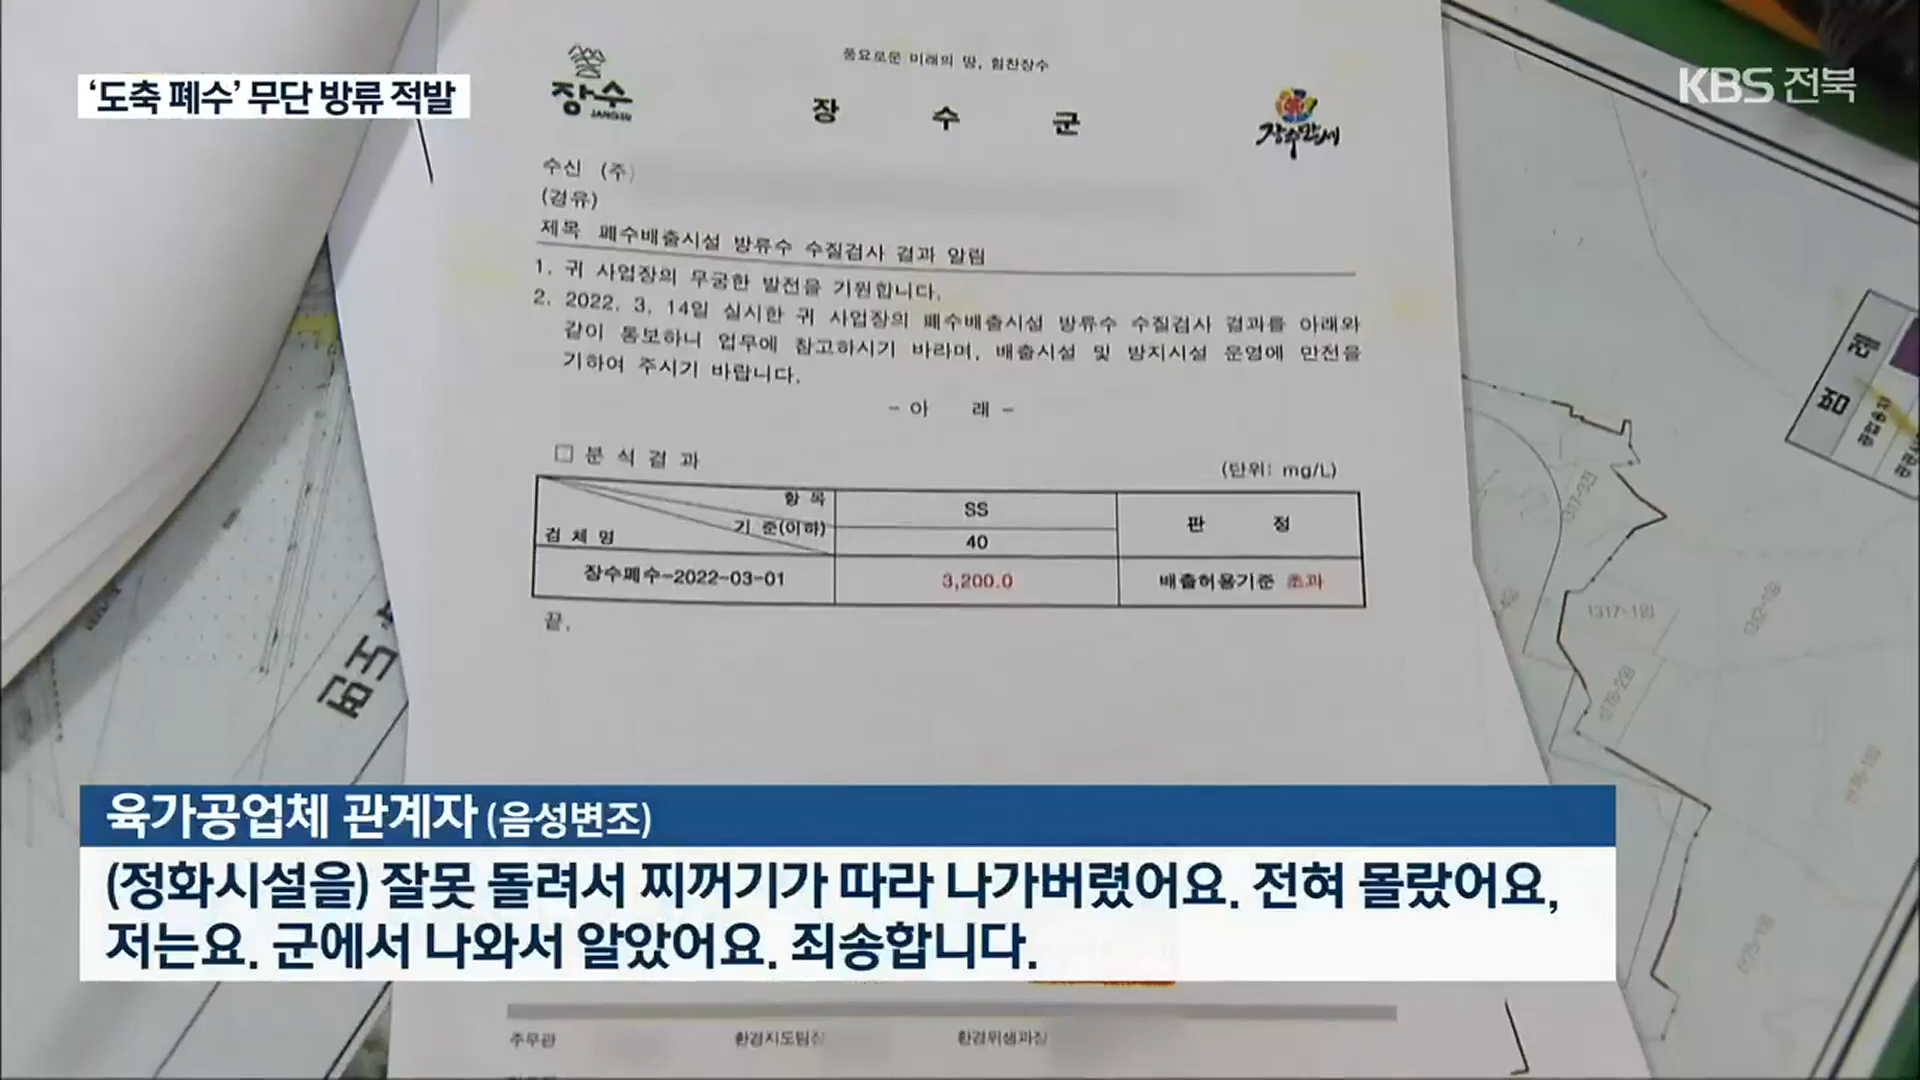 ‘도축 폐수’ 무단 방류 적발
KBS 전북
풍요로운 미래의 땅, 힘찬장수
장수
JANGSU
장 수 군
장수만세
수신 (주)
(경유)
제목 폐수배출시설 방류수 수질검사 결과 알림
1. 귀 사업장의 무궁한 발전을 기원합니다.
2. 2022. 3. 14일 실시한 귀 사업장의 폐수배출시설 방류수 수질검사 결과를 아래와
같이 통보하니 업무에 참고하시기 바라며, 배출시설 및 방지시설 운영에 만전을
기하여 주시기 바랍니다.
- 아 래 -
□ 분 석 결 과
(단위: mg/L)
항 목
SS
판 정
기 준(이하)
40
검 체 명
장수폐수-2022-03-01
3,200.0
배출허용기준 초과
끝.
범 례
도면
1317-1임
육가공업체 관계자 (음성변조)
(정화시설을) 잘못 돌려서 찌꺼기가 따라 나가버렸어요. 전혀 몰랐어요,
저는요. 군에서 나와서 알았어요. 죄송합니다.
주무관
환경지도팀장
환경위생과장